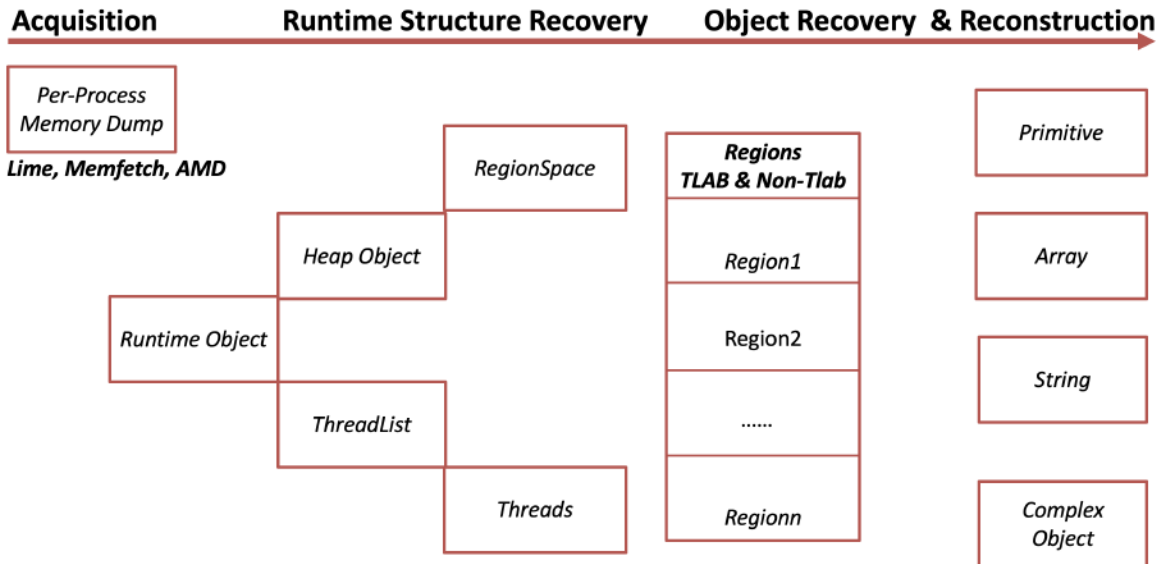 Acquisition
Runtime Structure Recovery
Object Recovery & Reconstruction
Per-Process
Memory Dump
Lime, Memfetch, AMD
Runtime Object
Heap Object
ThreadList
RegionSpace
Threads
Regions
TLAB & Non-Tlab
Region1
Region2
......
Regionn
Primitive
Array
String
Complex
Object